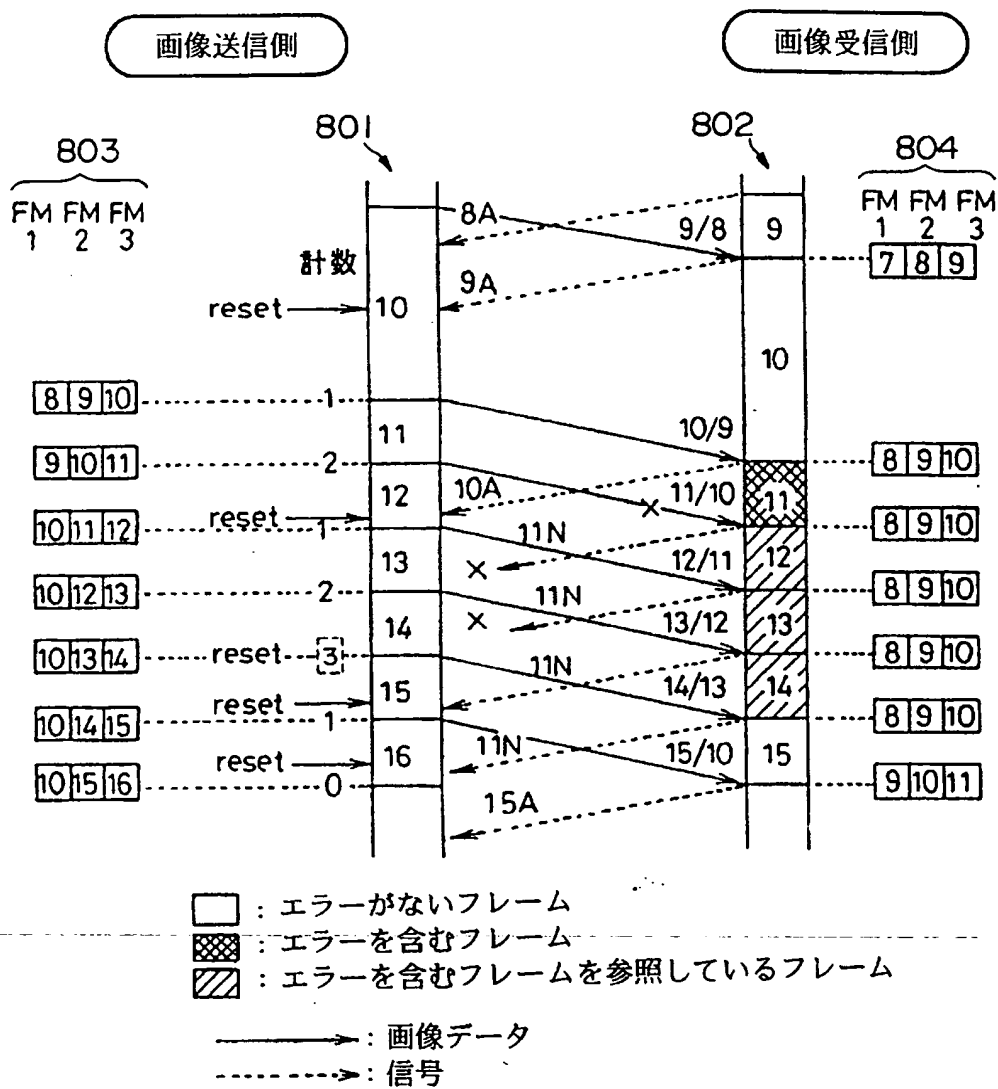 画像送信側 画像受信側
801 802
803 804
FM FM FM FM FM FM
1 2 3 1 2 3
8A 9/8 9
計数 7 8 9
9A
reset 10
10
8 9 10 1
11 10/9
9 10 11 2 8 9 10
12 10A 11/10 11
reset ×
10 11 12 1 11N 8 9 10
13 × 12/11 12
10 12 13 2 11N 8 9 10
14 × 13/12 13
10 13 14 reset 3 11N 8 9 10
15 14/13 14
reset
10 14 15 1 8 9 10
11N 15/10 15
reset 16
10 15 16 0 9 10 11
15A
: エラーがないフレーム
: エラーを含むフレーム
: エラーを含むフレームを参照しているフレーム
: 画像データ
: 信号